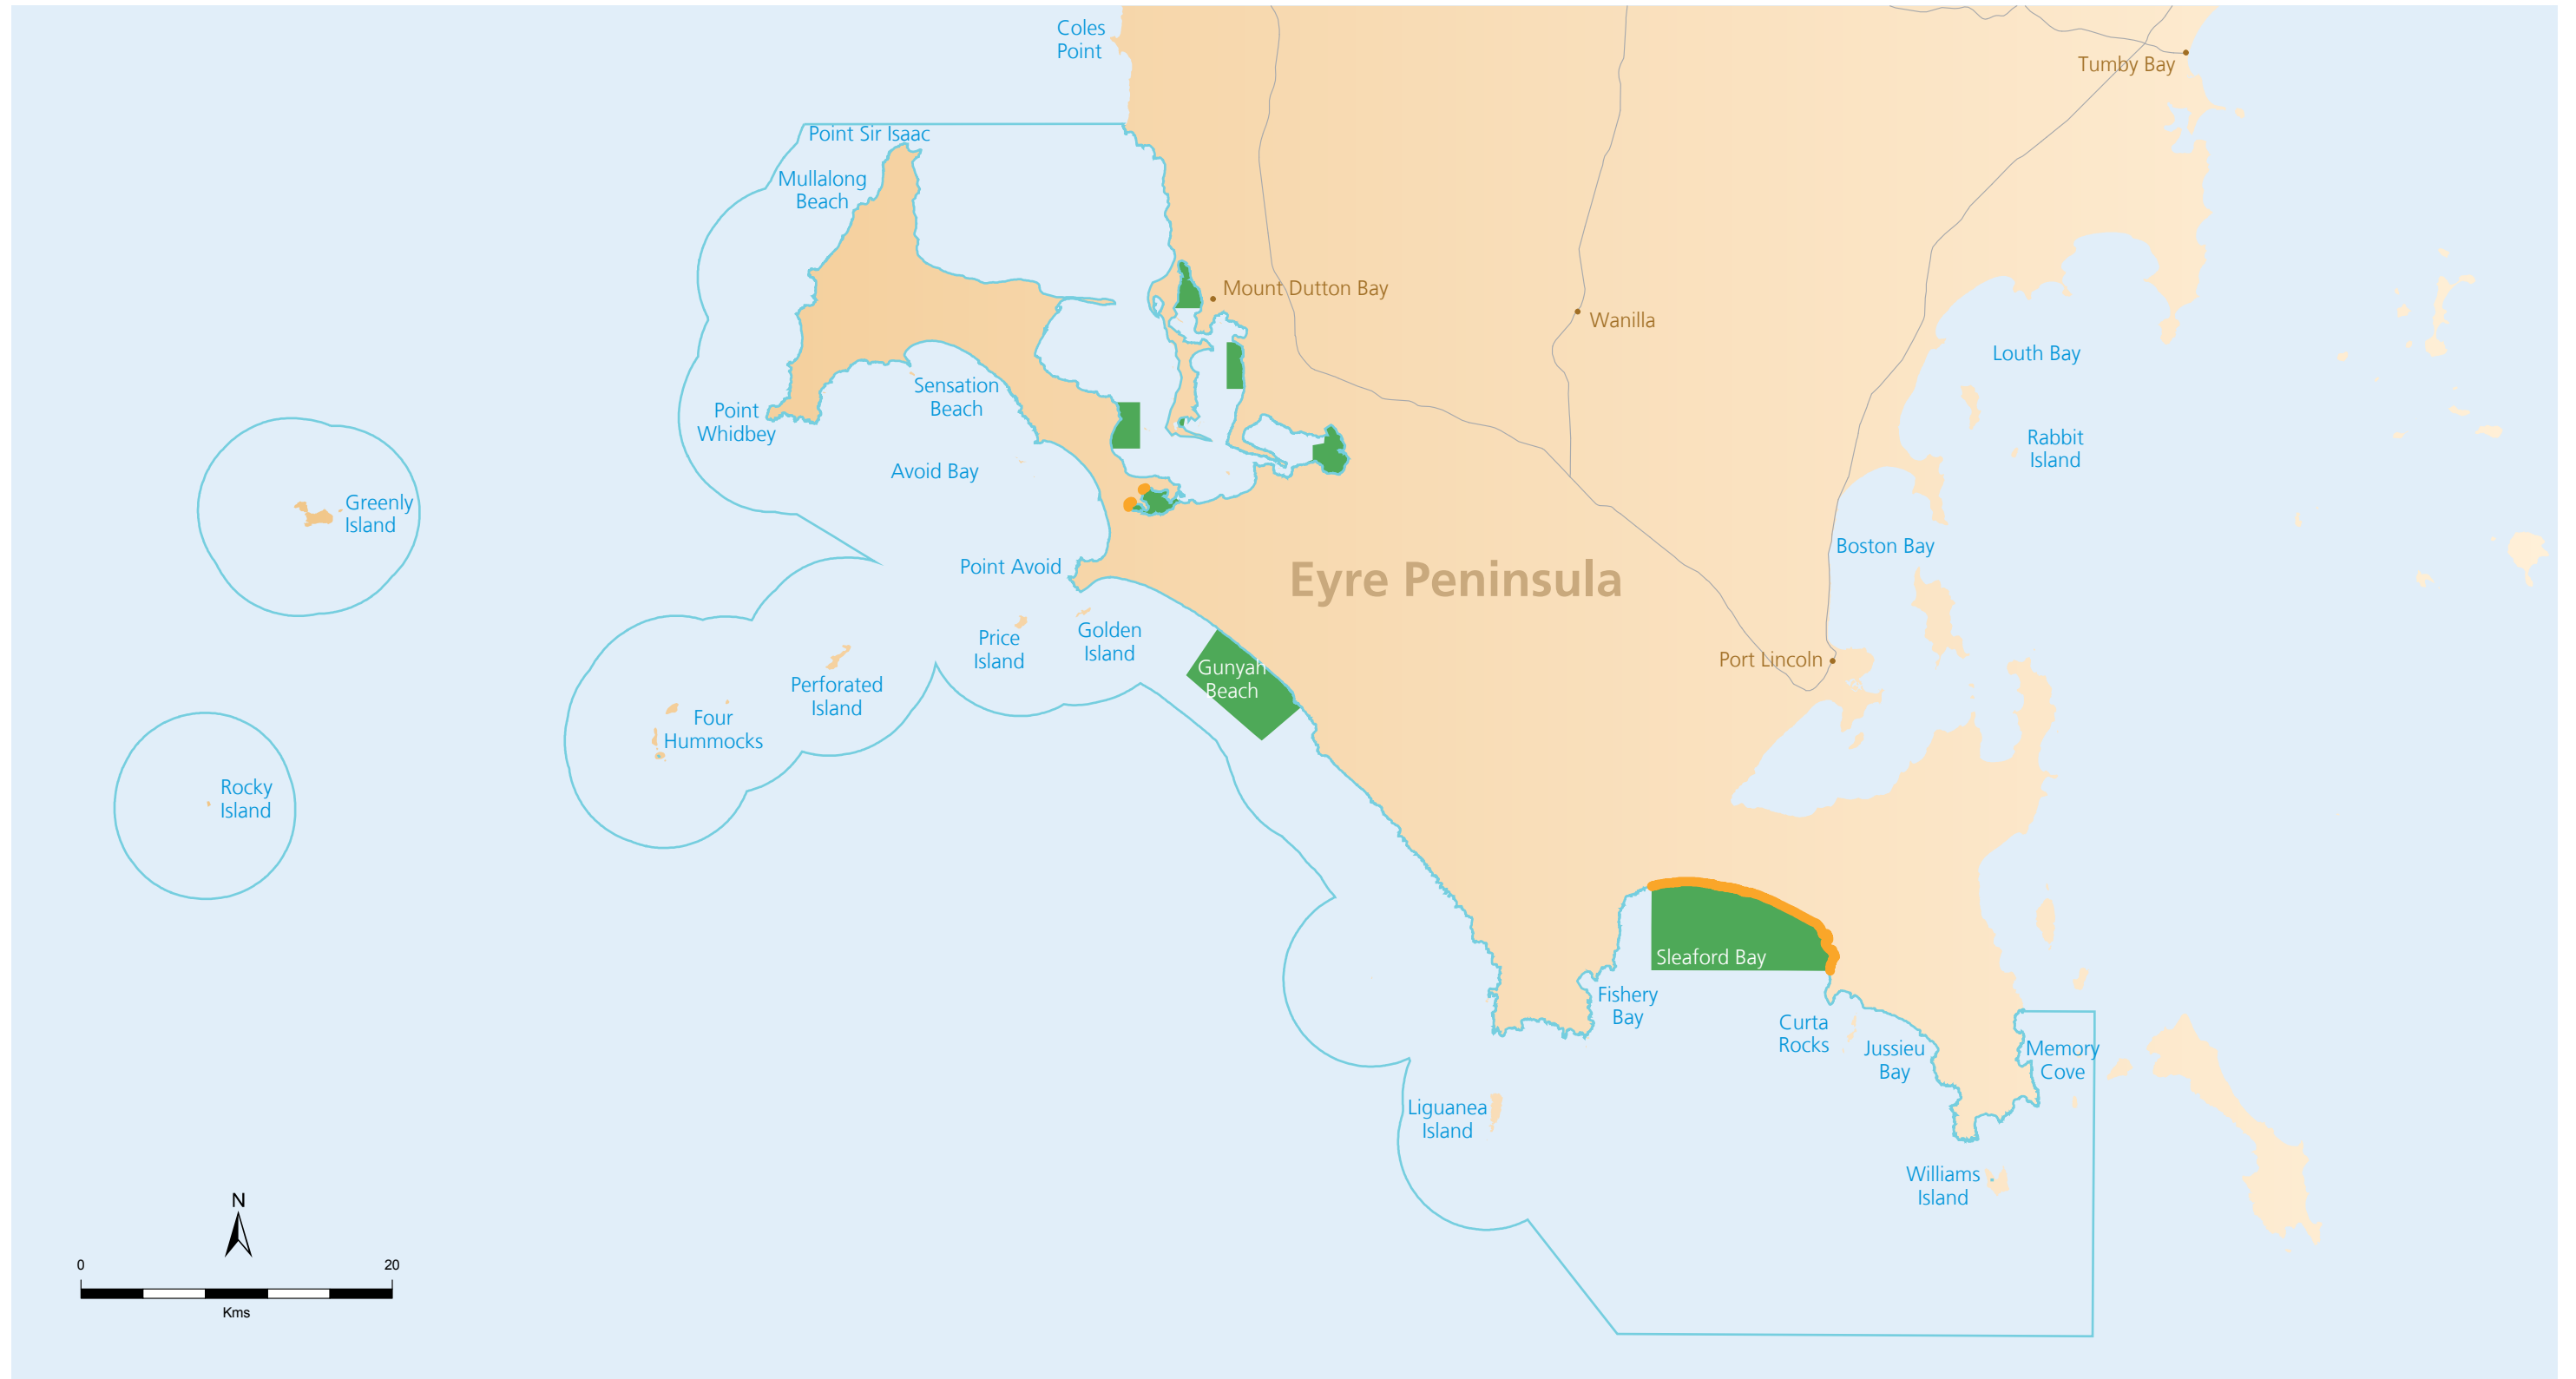 Coles
Point
Tumby Bay
Point Sir Isaac
Mullalong
Beach
Mount Dutton Bay
Wanilla
Louth Bay
Sensation
Beach
Point
Whidbey
Rabbit
Island
Avoid Bay
Greenly
Island
Boston Bay
Point Avoid
Eyre Peninsula
Price
Island
Golden
Island
Gunyah
Beach
Port Lincoln
Perforated
Island
Four
Hummocks
Rocky
Island
Sleaford Bay
Fishery
Bay
Curta
Rocks
Jussieu
Bay
Memory
Cove
Liguanea
Island
Williams
Island
N
0 20
Kms